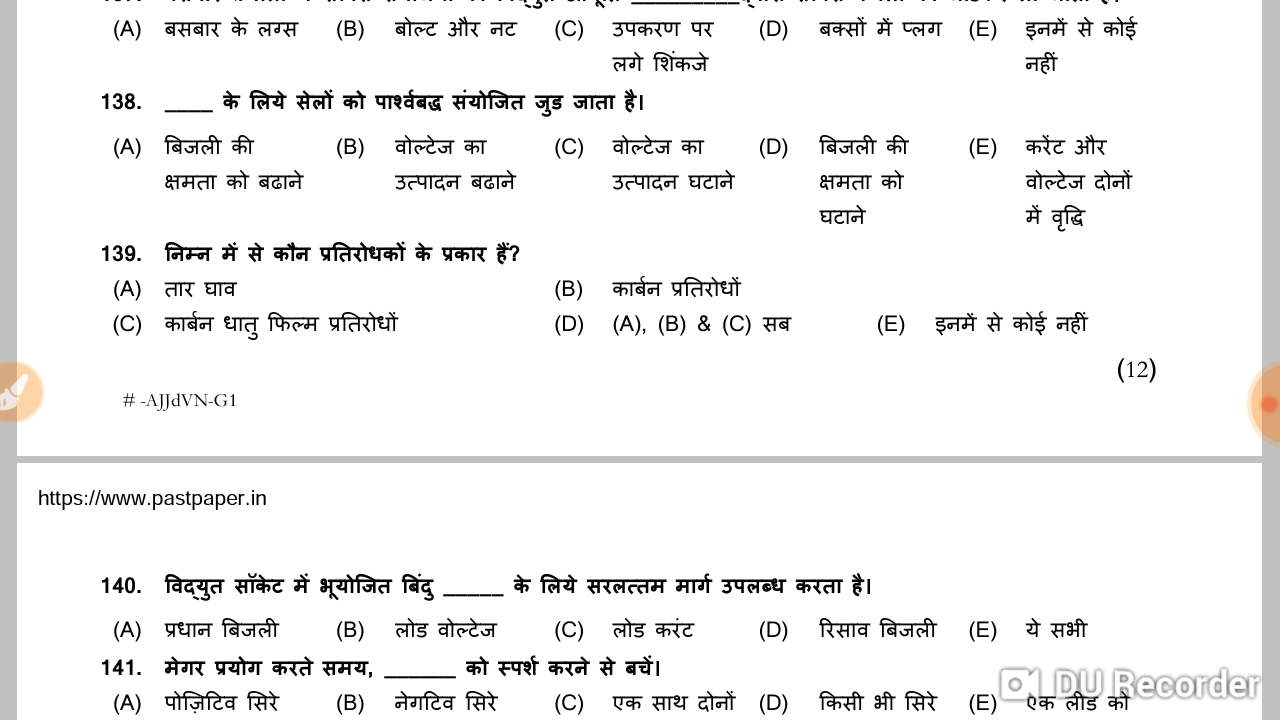 (A) बसबार के लग्स (B) बोल्ट और नट (C) उपकरण पर (D) बक्सों में प्लग (E) इनमें से कोई
लगे शिंकजे नहीं
138. ____ के लिये सेलों को पार्श्वबद्ध संयोजित जुड जाता है।
(A) बिजली की (B) वोल्टेज का (C) वोल्टेज का (D) बिजली की (E) करेंट और
क्षमता को बढाने उत्पादन बढाने उत्पादन घटाने क्षमता को वोल्टेज दोनों
घटाने में वृद्धि
139. निम्न में से कौन प्रतिरोधकों के प्रकार हैं?
(A) तार घाव (B) कार्बन प्रतिरोधों
(C) कार्बन धातु फिल्म प्रतिरोधों (D) (A), (B) & (C) सब (E) इनमें से कोई नहीं
(12)
# -AJJdVN-G1
https://www.pastpaper.in
140. विद्युत सॉकेट में भूयोजित बिंदु _____ के लिये सरलत्तम मार्ग उपलब्ध करता है।
(A) प्रधान बिजली (B) लोड वोल्टेज (C) लोड करंट (D) रिसाव बिजली (E) ये सभी
141. मेगर प्रयोग करते समय, ______ को स्पर्श करने से बचें।
(A) पोज़िटिव सिरे (B) नेगटिव सिरे (C) एक साथ दोनों (D) किसी भी सिरे (E) एक लीड को
DU Recorder